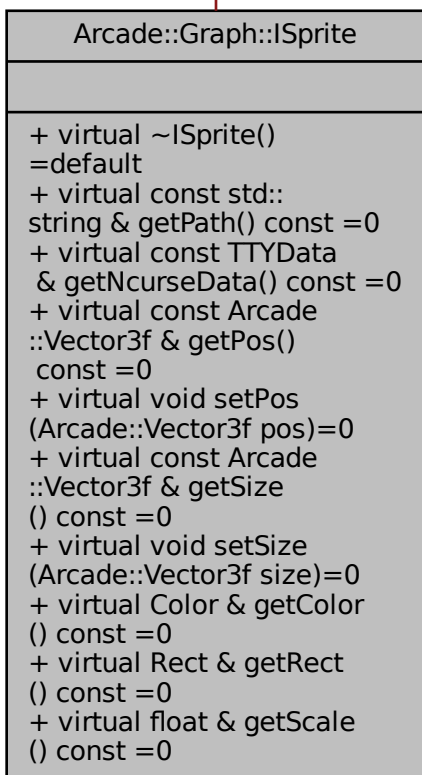 Arcade::Graph::ISprite
+ virtual ~ISprite()
=default
+ virtual const std::
string & getPath() const =0
+ virtual const TTYData
& getNcurseData() const =0
+ virtual const Arcade
::Vector3f & getPos()
const =0
+ virtual void setPos
(Arcade::Vector3f pos)=0
+ virtual const Arcade
::Vector3f & getSize
() const =0
+ virtual void setSize
(Arcade::Vector3f size)=0
+ virtual Color & getColor
() const =0
+ virtual Rect & getRect
() const =0
+ virtual float & getScale
() const =0